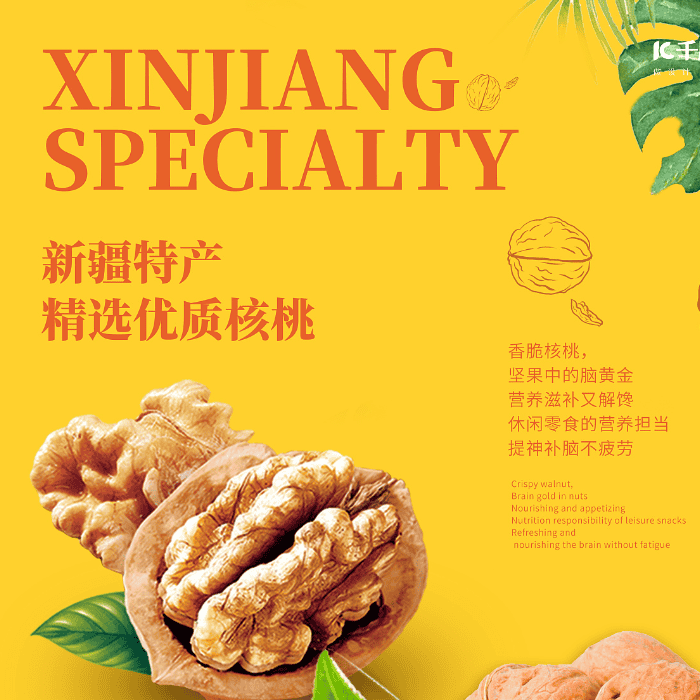 XINJIANG
SPECIALTY
新疆特产
精选优质核桃
香脆核桃，
坚果中的脑黄金
营养滋补又解馋
休闲零食的营养担当
提神补脑不疲劳
Crispy walnut,
Brain gold in nuts
Nourishing and appetizing
Nutrition responsibility of leisure snacks
Refreshing and
nourishing the brain without fatigue
IC千